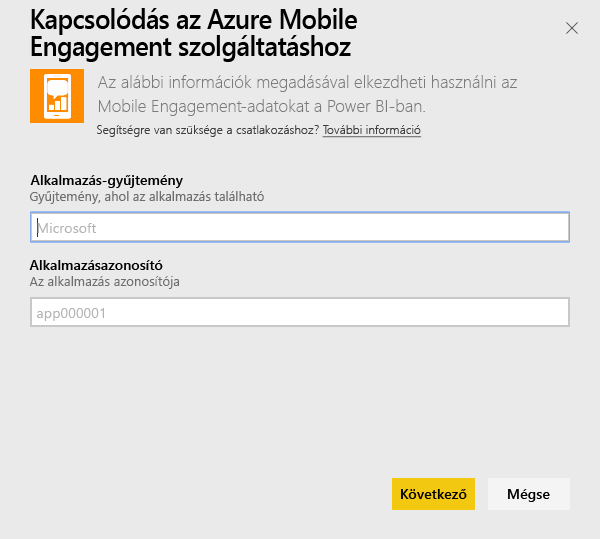 Kapcsolódás az Azure Mobile
Engagement szolgáltatáshoz
Az alábbi információk megadásával elkezdheti használni az
Mobile Engagement-adatokat a Power BI-ban.
Segítségre van szüksége a csatlakozáshoz? További információ
Alkalmazás-gyűjtemény
Gyűjtemény, ahol az alkalmazás található
Microsoft
Alkalmazásazonosító
Az alkalmazás azonosítója
app000001
Következő Mégse